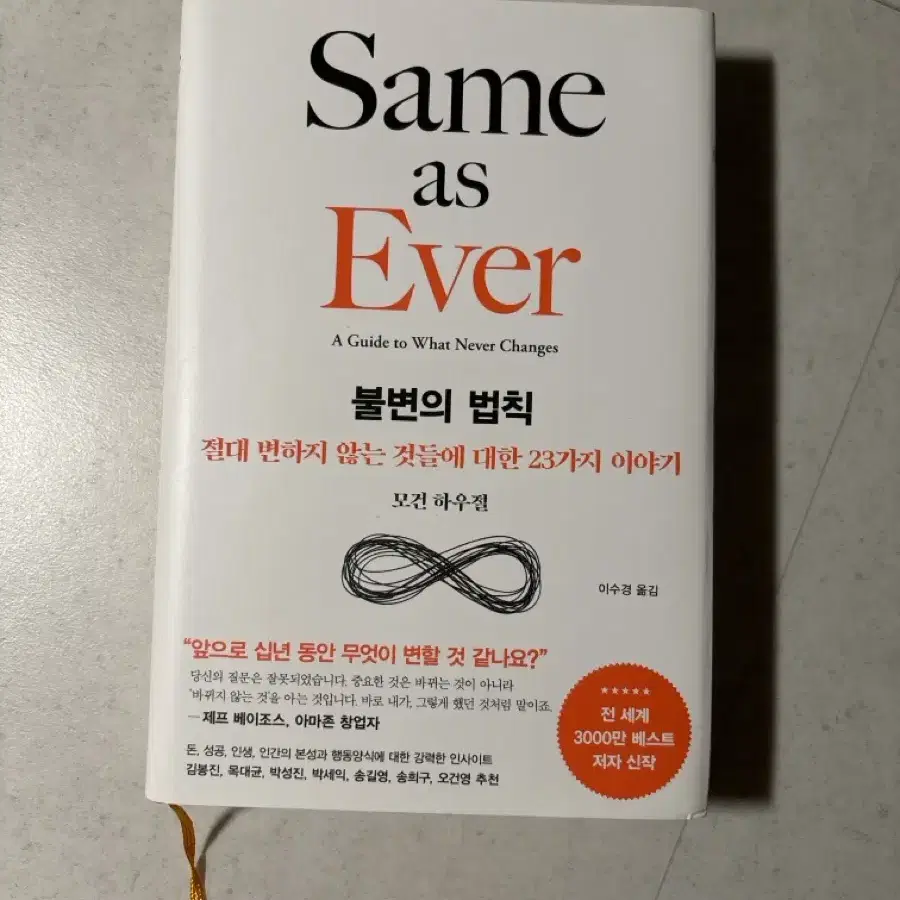 Same
as
Ever
A Guide to What Never Changes
불변의 법칙
절대 변하지 않는 것들에 대한 23가지 이야기
모건 하우절
이수경 옮김
“앞으로 십년 동안 무엇이 변할 것 같나요?”
당신의 질문은 잘못되었습니다. 중요한 것은 바뀌는 것이 아니라
‘바뀌지 않는 것’을 아는 것입니다. 바로 내가, 그렇게 했던 것처럼 말이죠.
—제프 베이조스, 아마존 창업자
돈, 성공, 인생, 인간의 본성과 행동양식에 대한 강력한 인사이트
김봉진, 목대균, 박성진, 박세익, 송길영, 송희구, 오건영 추천
★★★★★
전 세계
3000만 베스트
저자 신작